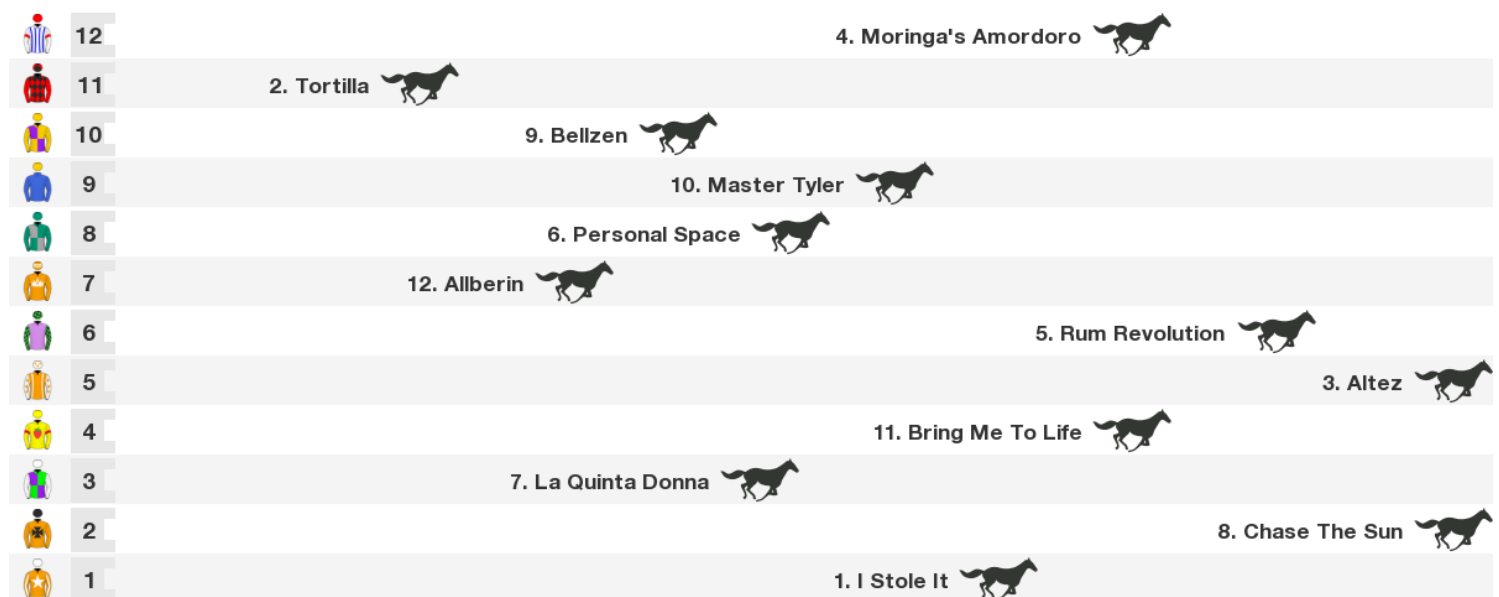 12 4. Moringa's Amordoro
11 2. Tortilla
10 9. Bellzen
9 10. Master Tyler
8 6. Personal Space
7 12. Allberin
6 5. Rum Revolution
5 3. Altez
4 11. Bring Me To Life
3 7. La Quinta Donna
2 8. Chase The Sun
1 1. I Stole It